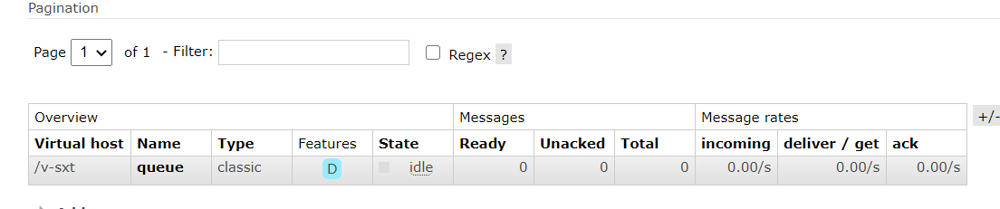 Pagination
Page 1 of 1 - Filter: Regex ?
Overview Messages Message rates +/-
Virtual host Name Type Features State Ready Unacked Total incoming deliver / get ack
/v-sxt queue classic D idle 0 0 0 0.00/s 0.00/s 0.00/s